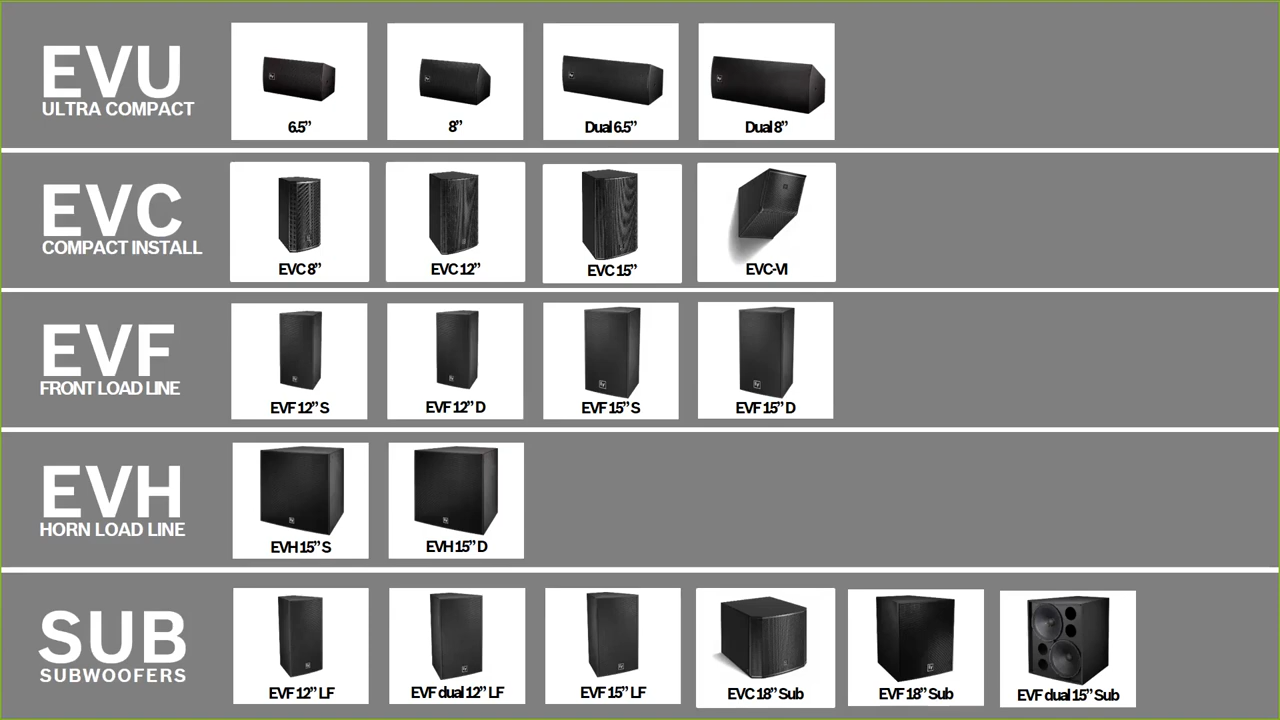 EVU
ULTRA COMPACT
6.5”
8”
Dual 6.5”
Dual 8”
EVC
COMPACT INSTALL
EVC 8”
EVC 12”
EVC 15”
EVC-VI
EVF
FRONT LOAD LINE
EVF 12” S
EVF 12” D
EVF 15” S
EVF 15” D
EVH
HORN LOAD LINE
EVH 15” S
EVH 15” D
SUB
SUBWOOFERS
EVF 12” LF
EVF dual 12” LF
EVF 15” LF
EVC 18” Sub
EVF 18” Sub
EVF dual 15” Sub